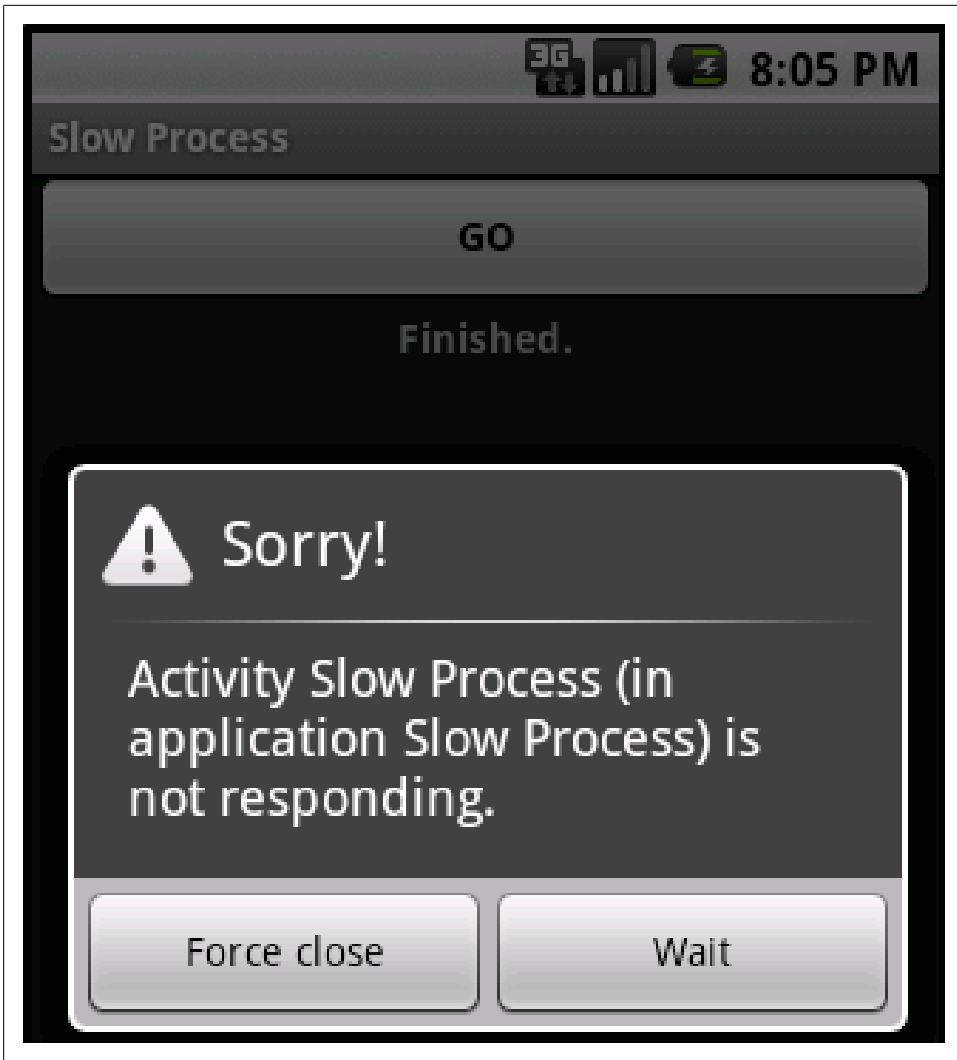 3G 8:05 PM
Slow Process
GO
Finished.
Sorry!
Activity Slow Process (in
application Slow Process) is
not responding.
Force close Wait